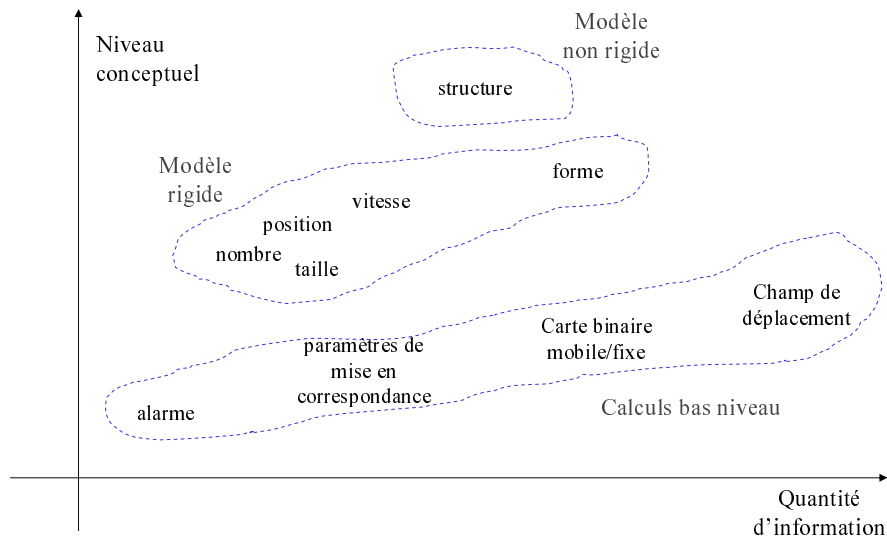 Niveau
conceptuel
Modèle
non rigide
structure
Modèle
rigide
forme
vitesse
position
nombre
taille
Champ de
déplacement
Carte binaire
mobile/fixe
paramètres de
mise en
correspondance
alarme
Calculs bas niveau
Quantité
d’information